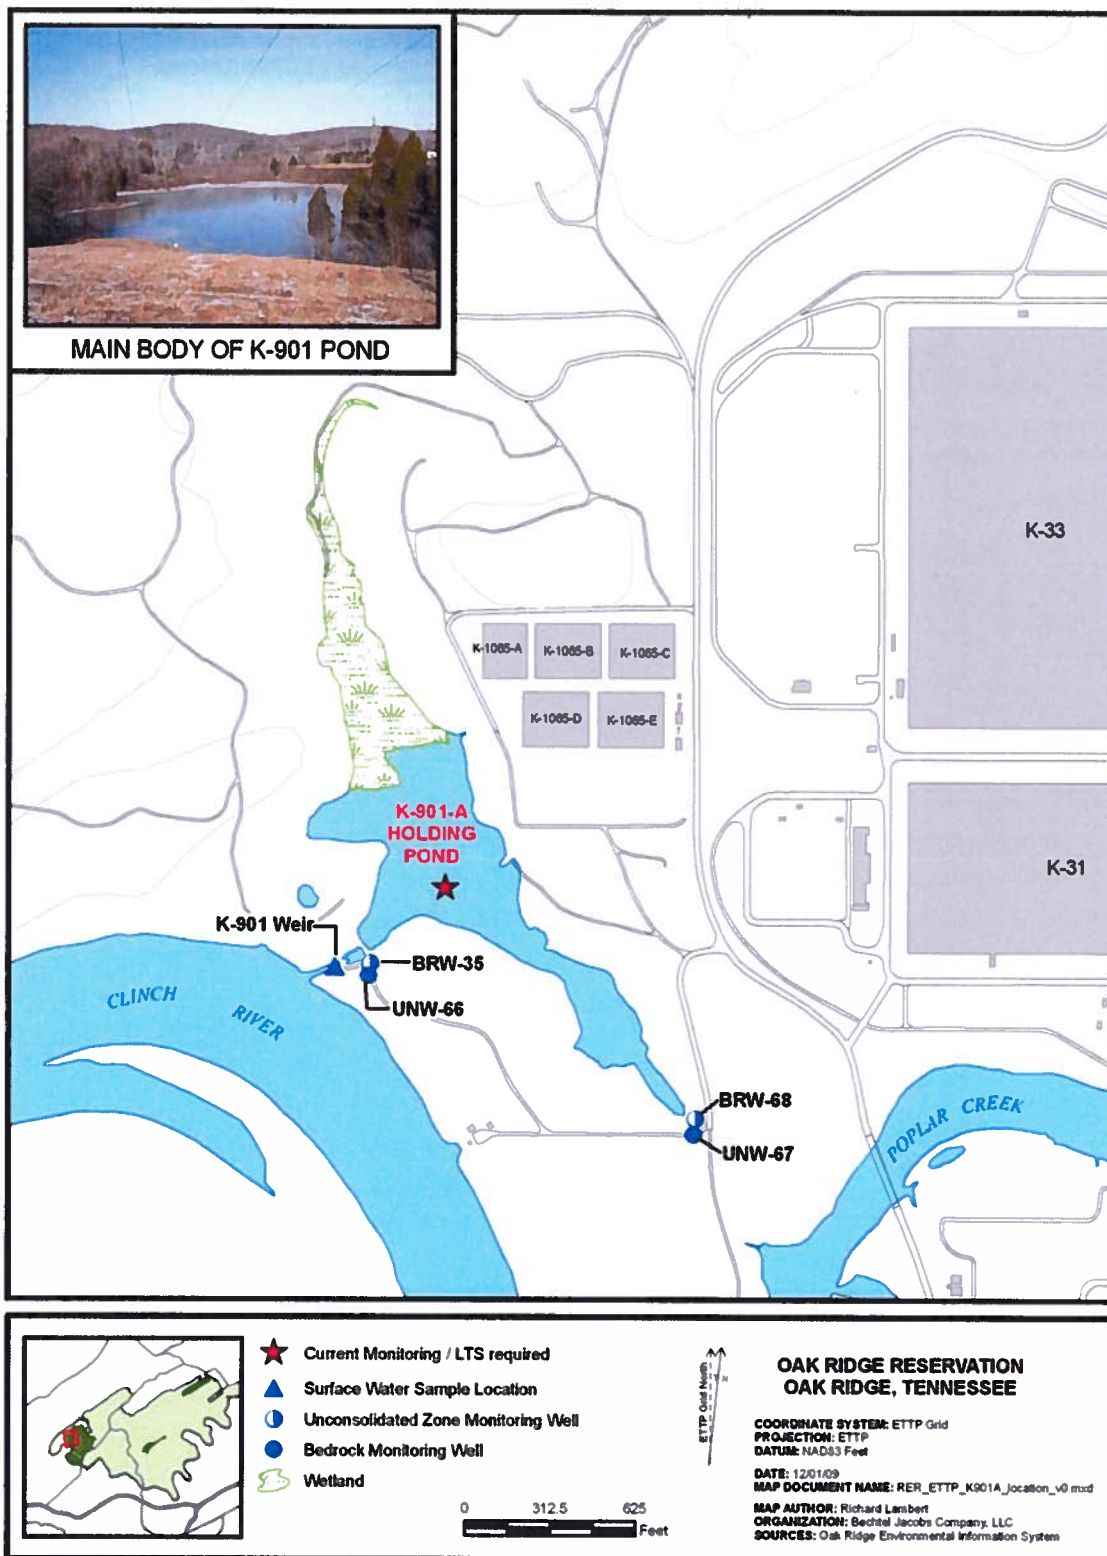 MAIN BODY OF K-901 POND
K-33
K-1065-A
K-1065-B
K-1065-C
K-1065-D
K-1065-E
K-901-A
HOLDING
POND
K-31
K-901 Weir
BRW-35
UNW-66
CLINCH
RIVER
BRW-68
UNW-67
POPLAR CREEK
Current Monitoring / LTS required
Surface Water Sample Location
Unconsolidated Zone Monitoring Well
Bedrock Monitoring Well
Wetland
0 312.5 625
Feet
ETTP Grid North
N
OAK RIDGE RESERVATION
OAK RIDGE, TENNESSEE
COORDINATE SYSTEM: ETTP Grid
PROJECTION: ETTP
DATUM: NAD83 Feet
DATE: 12/01/09
MAP DOCUMENT NAME: RER_ETTP_K901A_location_v0.mxd
MAP AUTHOR: Richard Lambert
ORGANIZATION: Bechtel Jacobs Company, LLC
SOURCES: Oak Ridge Environmental Information System